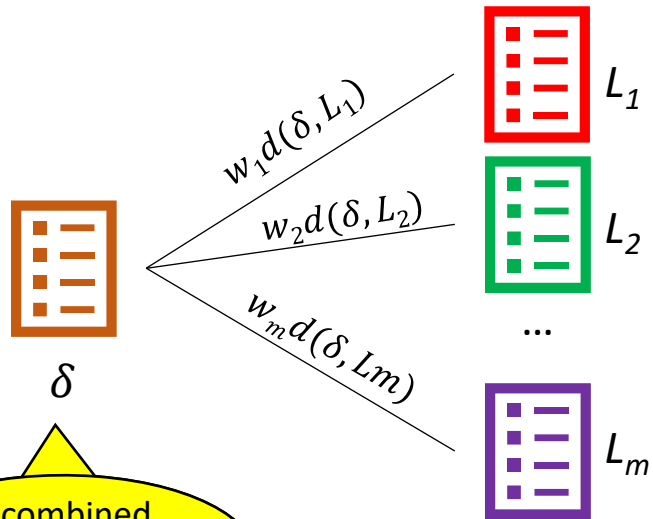 w₁d(δ, L₁)
L₁
w₂d(δ, L₂)
L₂
...
wₘd(δ, Lm)
δ
Lₘ
combined